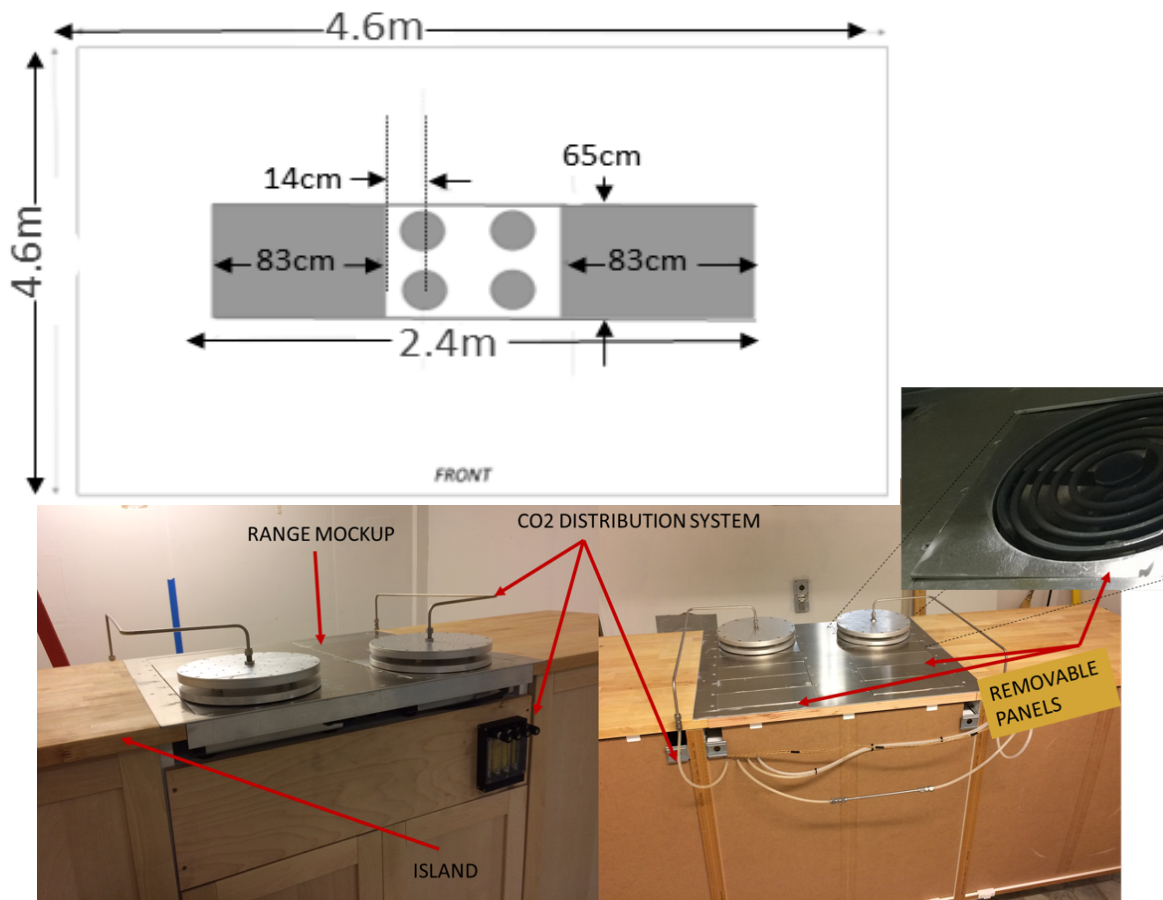 4.6m
4.6m
65cm
14cm
83cm
83cm
2.4m
FRONT
RANGE MOCKUP
CO2 DISTRIBUTION SYSTEM
REMOVABLE
PANELS
ISLAND